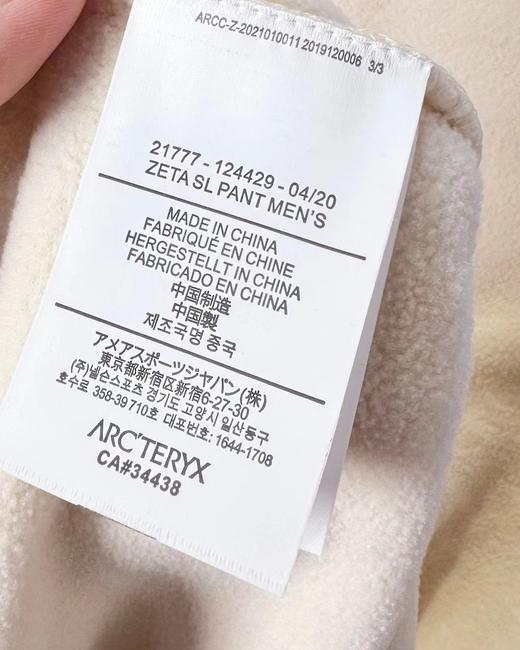 ARCC-Z-2021010011 2019120006 3/3
21777 - 124429 - 04/20
ZETA SL PANT MEN'S
MADE IN CHINA
FABRIQUÉ EN CHINE
HERGESTELLT IN CHINA
FABRICADO EN CHINA
中国制造
中国製
제조국명 중국
アメアスポーツジャパン(株)
東京都新宿区新宿6-27-30
(주)넬슨스포츠 경기도 고양시 일산동구
호수로 358-39 710호 대표번호: 1644-1708
ARC'TERYX
CA#34438